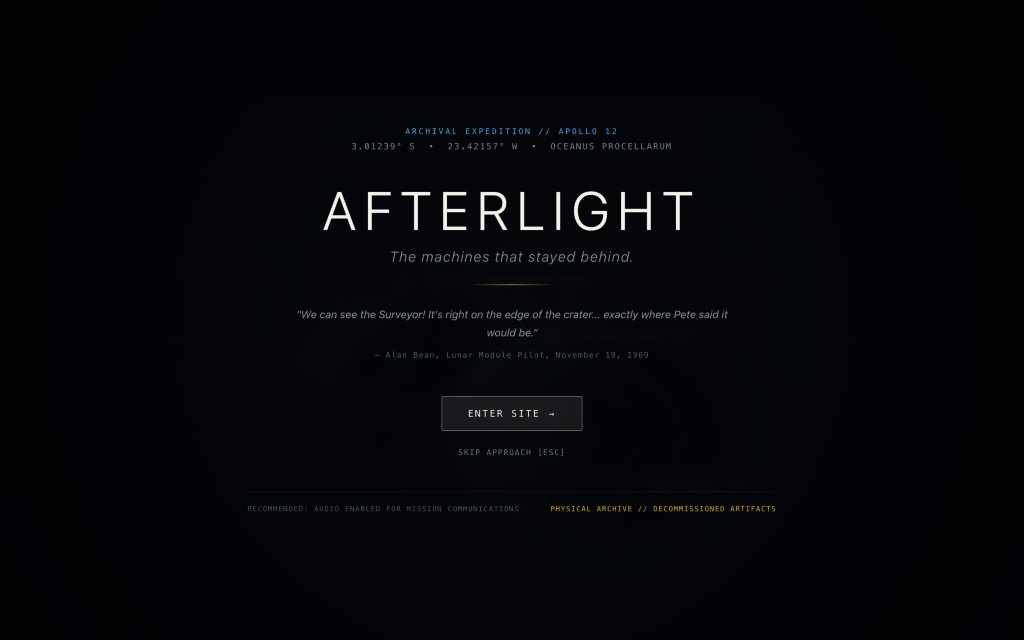 ARCHIVAL EXPEDITION // APOLLO 12
3.01239° S • 23.42157° W • OCEANUS PROCELLARUM
AFTERLIGHT
The machines that stayed behind.
"We can see the Surveyor! It's right on the edge of the crater... exactly where Pete said it
would be."
— Alan Bean, Lunar Module Pilot, November 19, 1969
ENTER SITE →
SKIP APPROACH [ESC]
RECOMMENDED: AUDIO ENABLED FOR MISSION COMMUNICATIONS
PHYSICAL ARCHIVE // DECOMMISSIONED ARTIFACTS